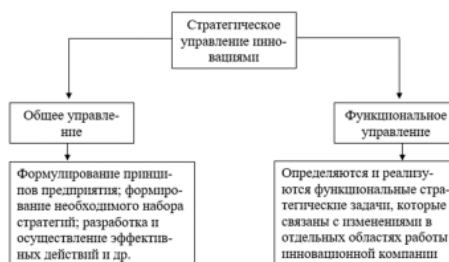 Стратегическое
управление инно-
вациями
Общее управле-
ние
Функциональное
управление
Формулирование принци-
пов предприятия; формиро-
вание необходимого набора
стратегий; разработка и
осуществление эффектив-
ных действий и др.
Определяются и реализу-
ются функциональные стра-
тегические задачи, которые
связаны с изменениями в
отдельных областях работы
инновационной компании